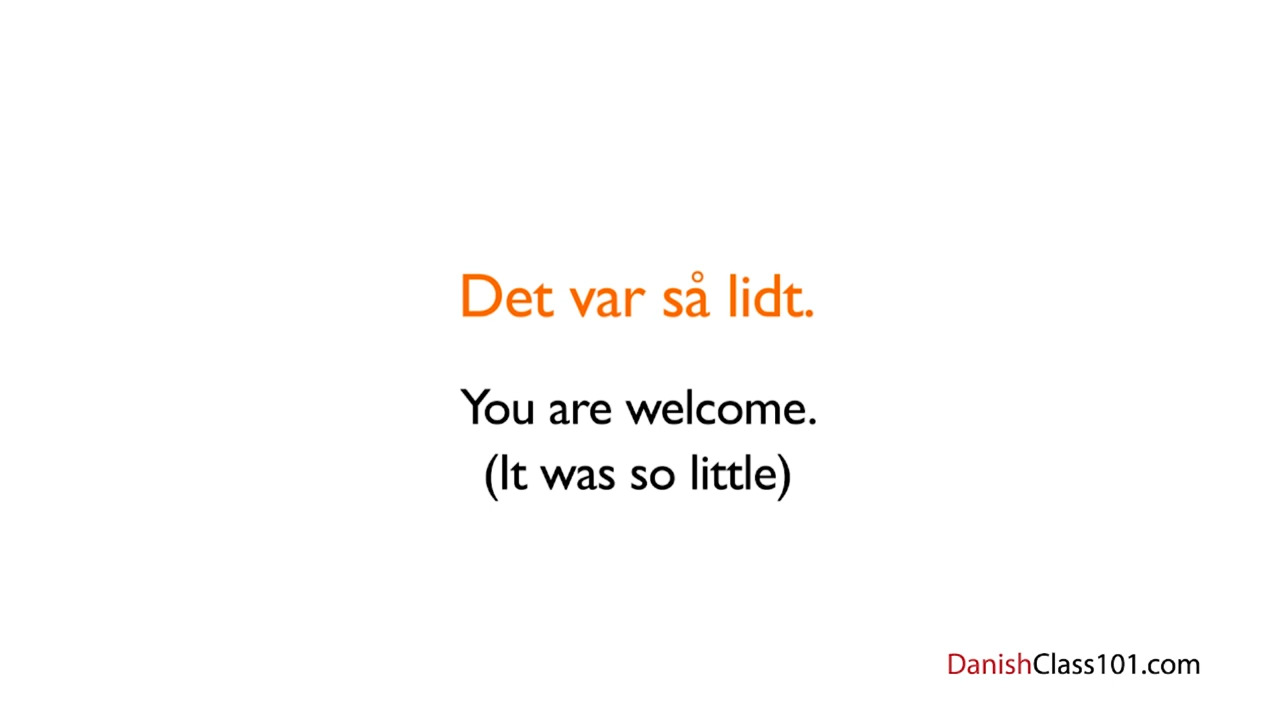 Det var så lidt.
You are welcome.
(It was so little)
DanishClass101.com